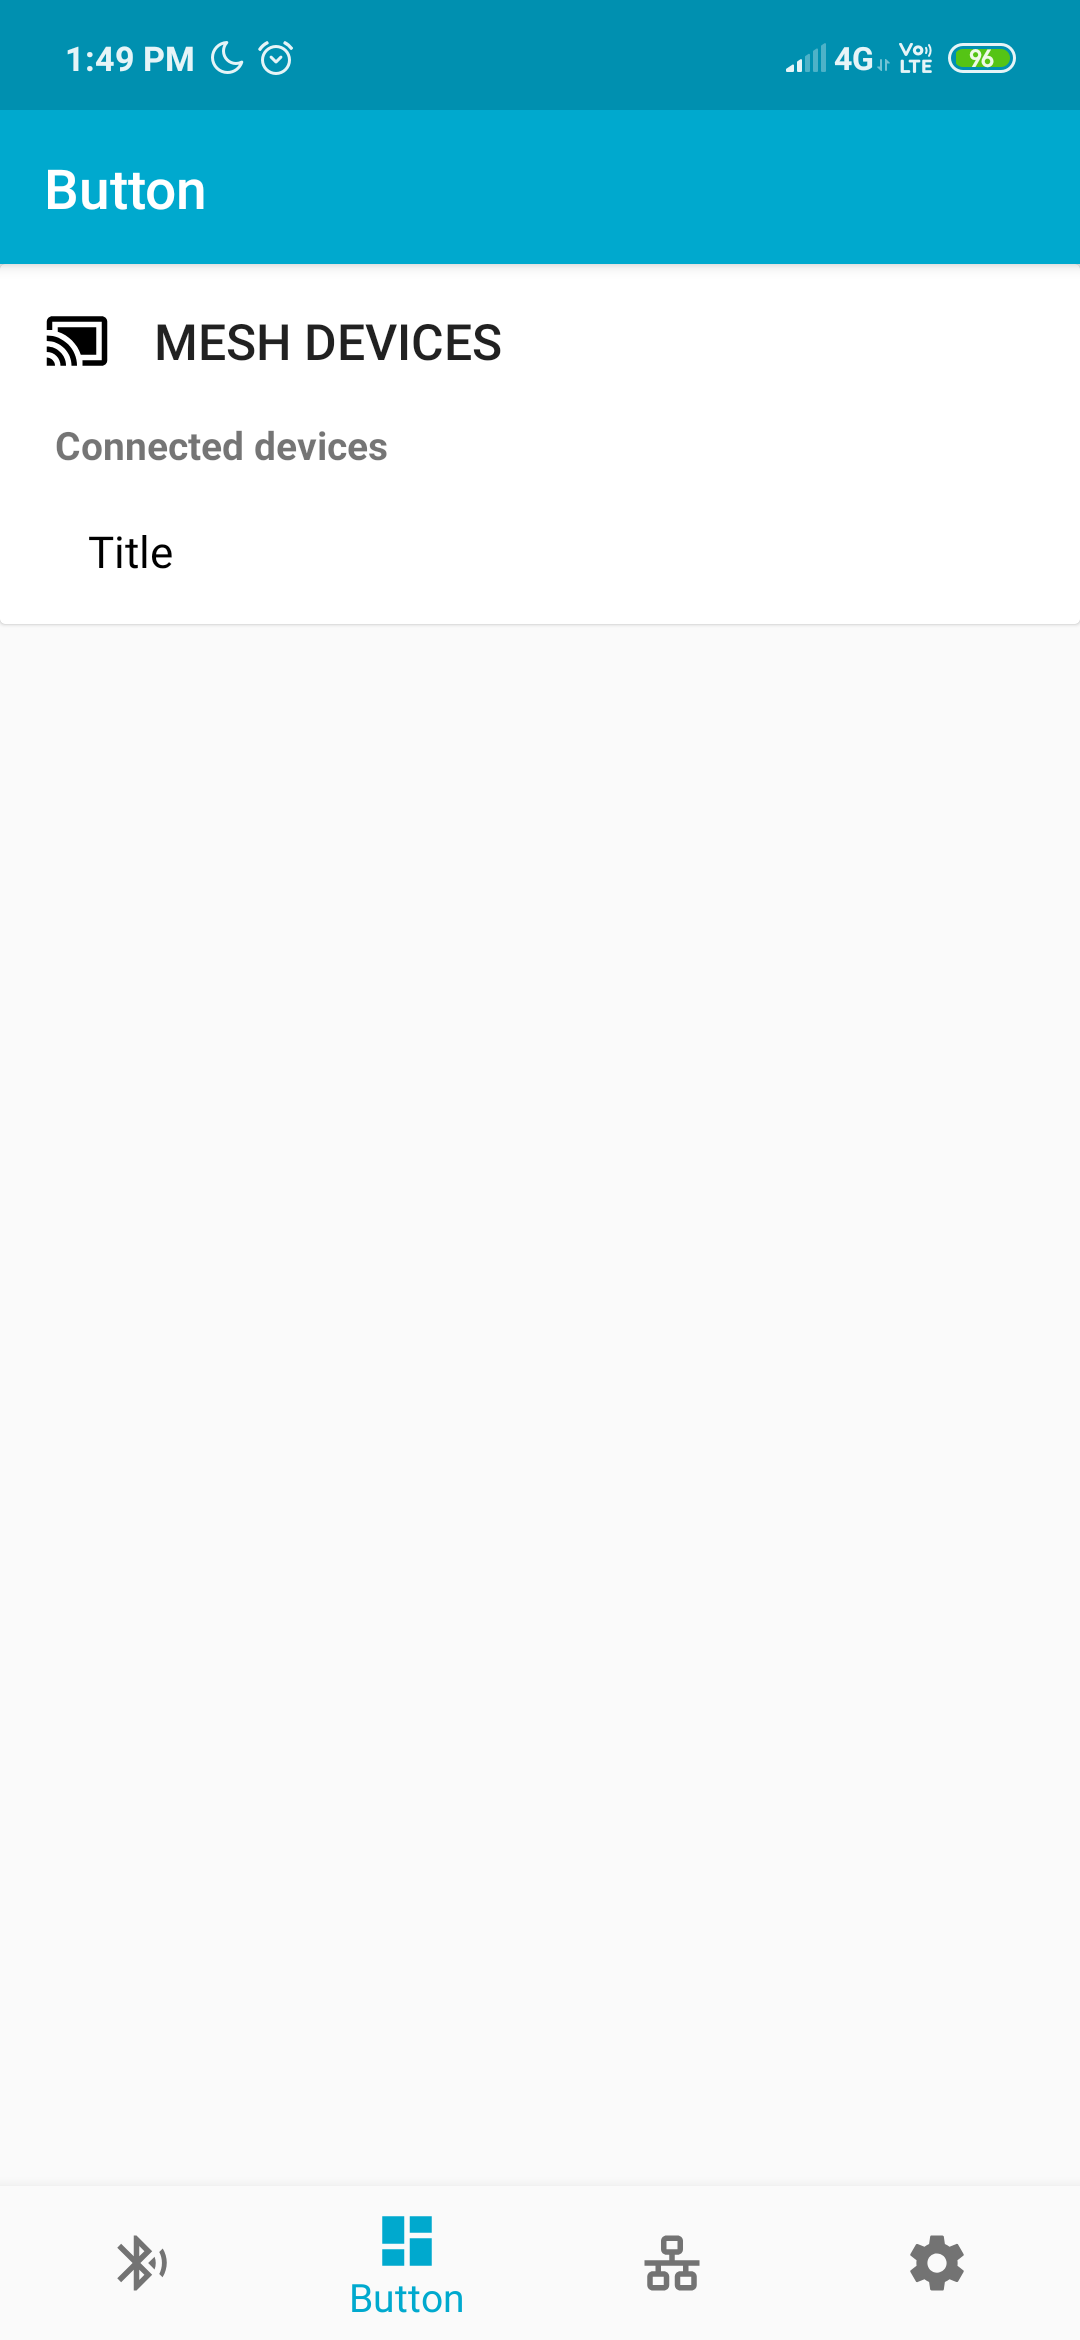 1:49 PM 4G Vo) LTE 96
Button
MESH DEVICES
Connected devices
Title
Button